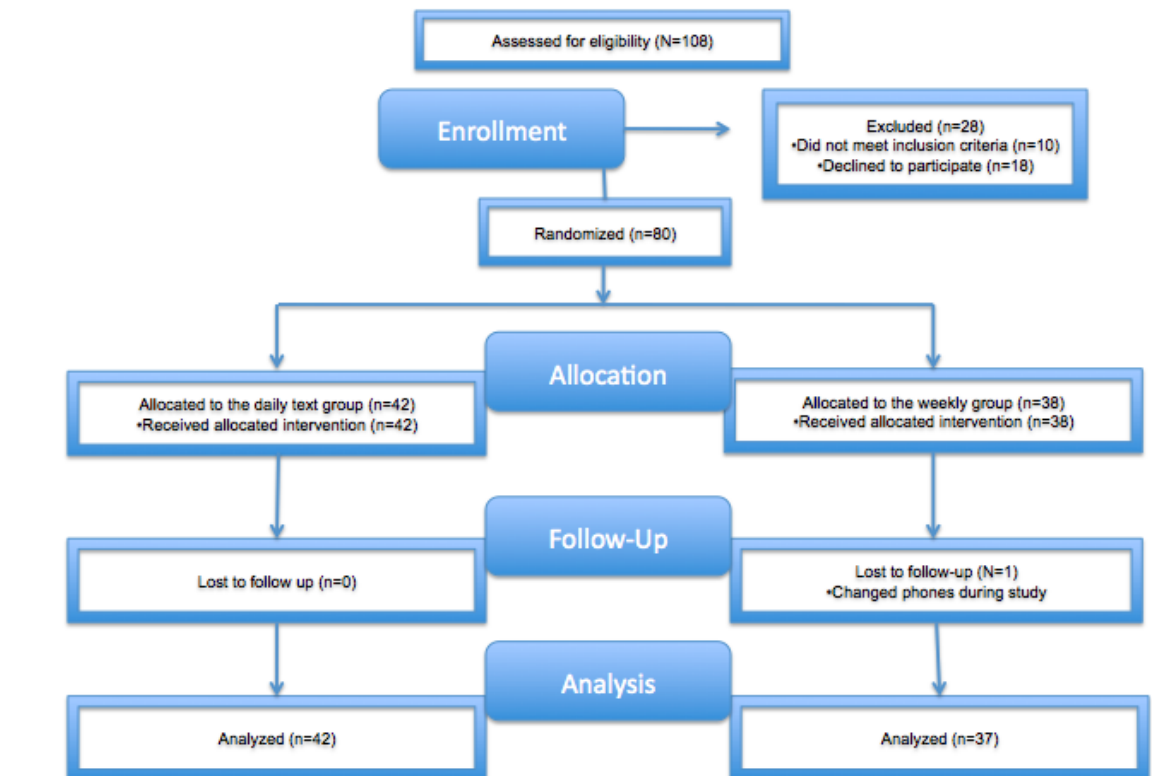 Assessed for eligibility (N=108)
Enrollment
Excluded (n=28)
•Did not meet inclusion criteria (n=10)
•Declined to participate (n=18)
Randomized (n=80)
Allocation
Allocated to the daily text group (n=42)
•Received allocated intervention (n=42)
Allocated to the weekly group (n=38)
•Received allocated intervention (n=38)
Follow-Up
Lost to follow up (n=0)
Lost to follow-up (N=1)
•Changed phones during study
Analysis
Analyzed (n=42)
Analyzed (n=37)